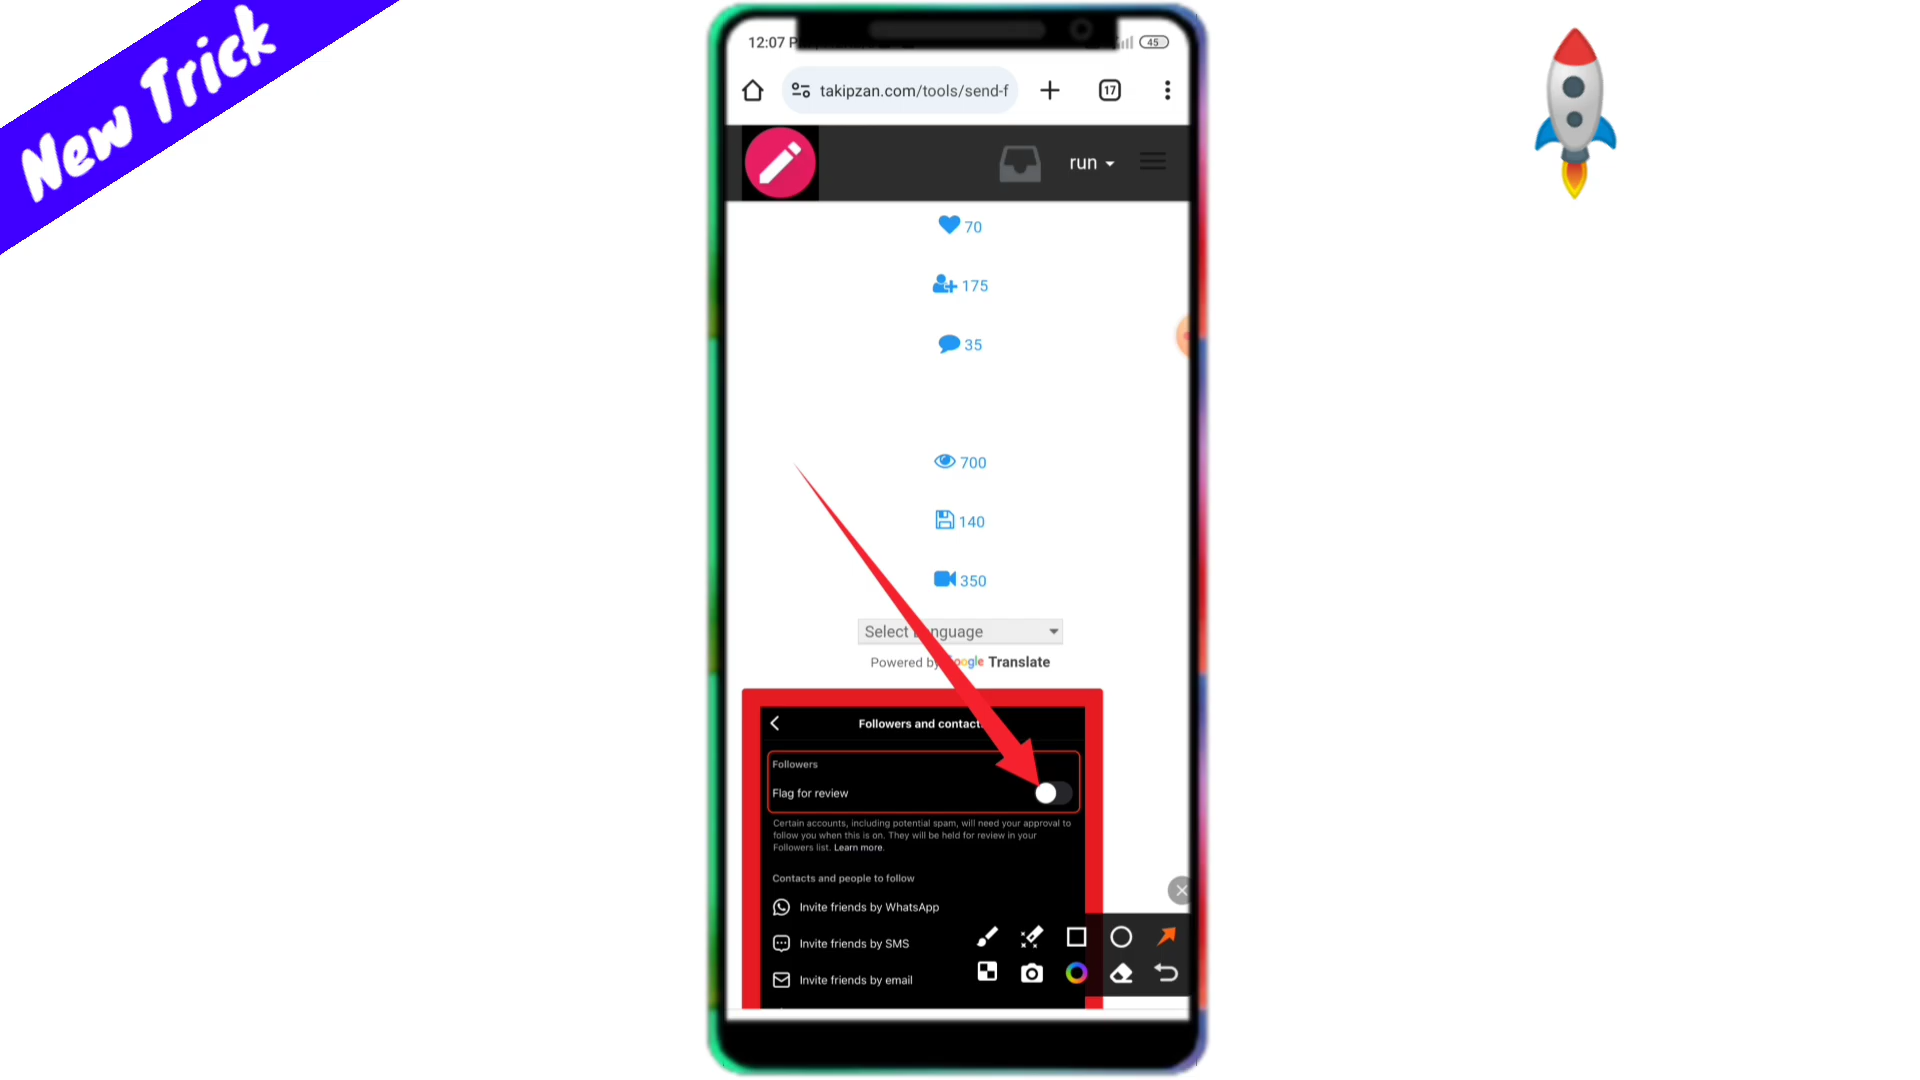 New Trick
12:07 P
45
takipzan.com/tools/send-f
17
run
70
175
35
700
140
350
Select Language
Powered by Google Translate
Followers and contacts
Followers
Flag for review
Certain accounts, including potential spam, will need your approval to
follow you when this is on. They will be held for review in your
Followers list. Learn more.
Contacts and people to follow
Invite friends by WhatsApp
Invite friends by SMS
Invite friends by email